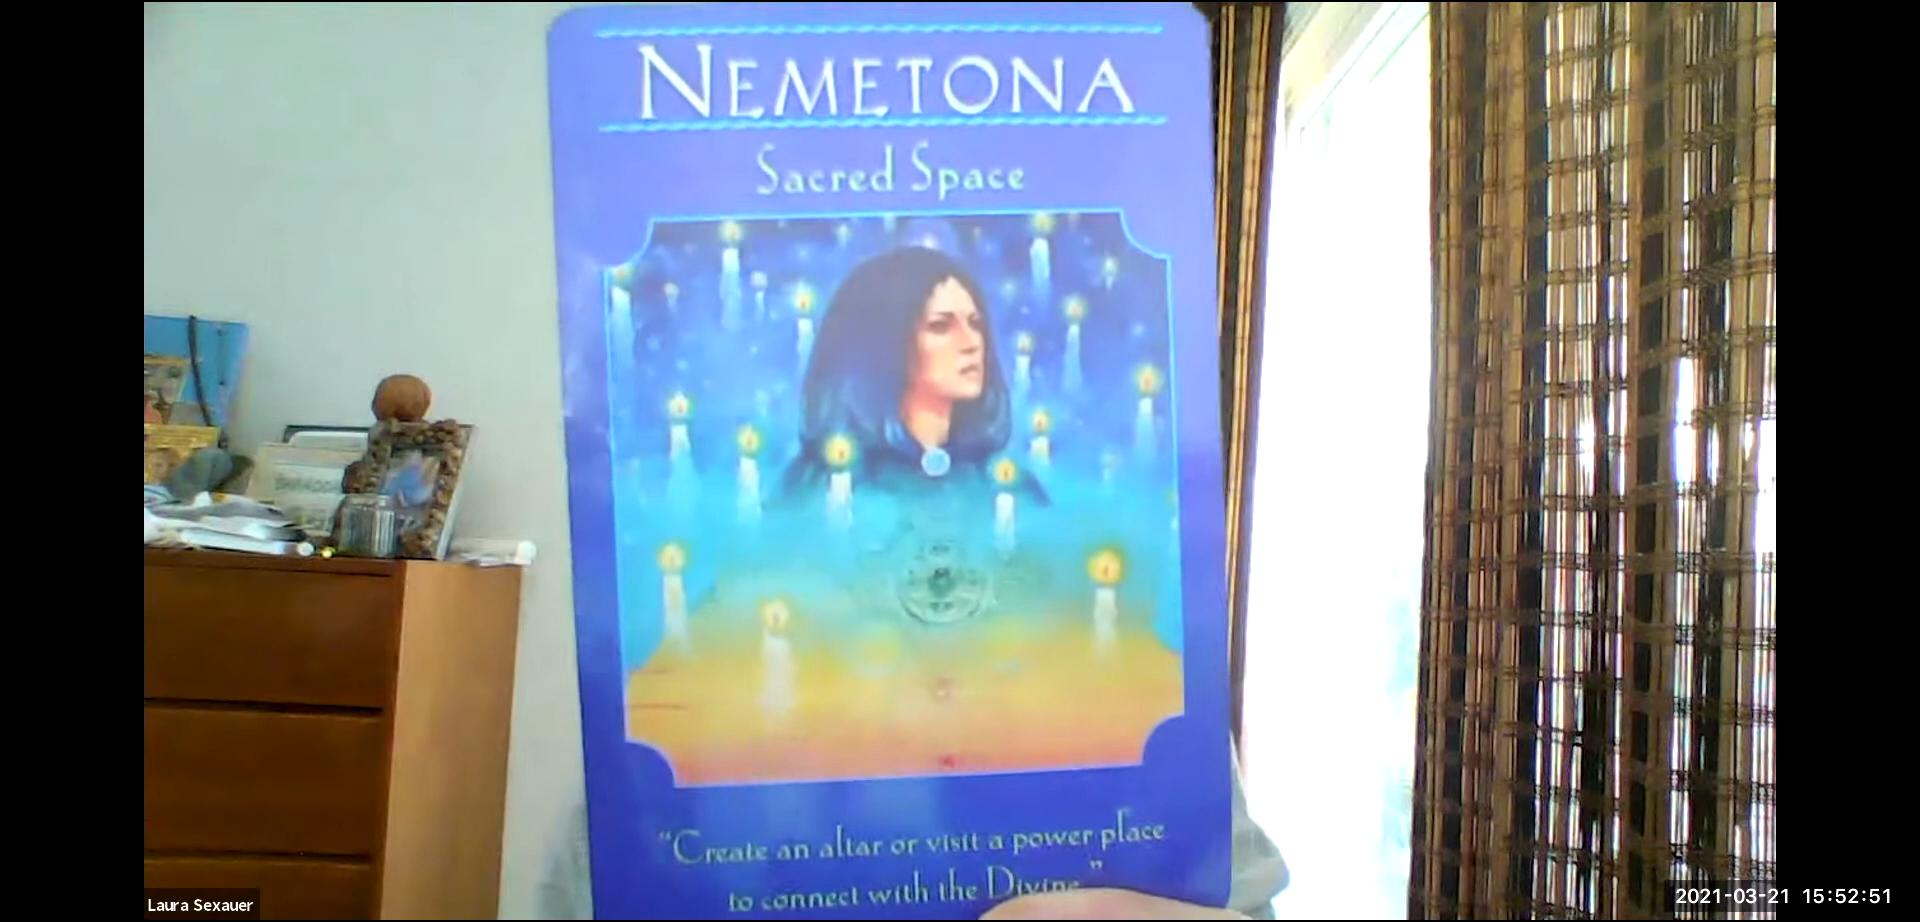 NEMETONA
Sacred Space
"Create an altar or visit a power place
to connect with the Divine."
Laura Sexauer
2021-03-21 15:52:51